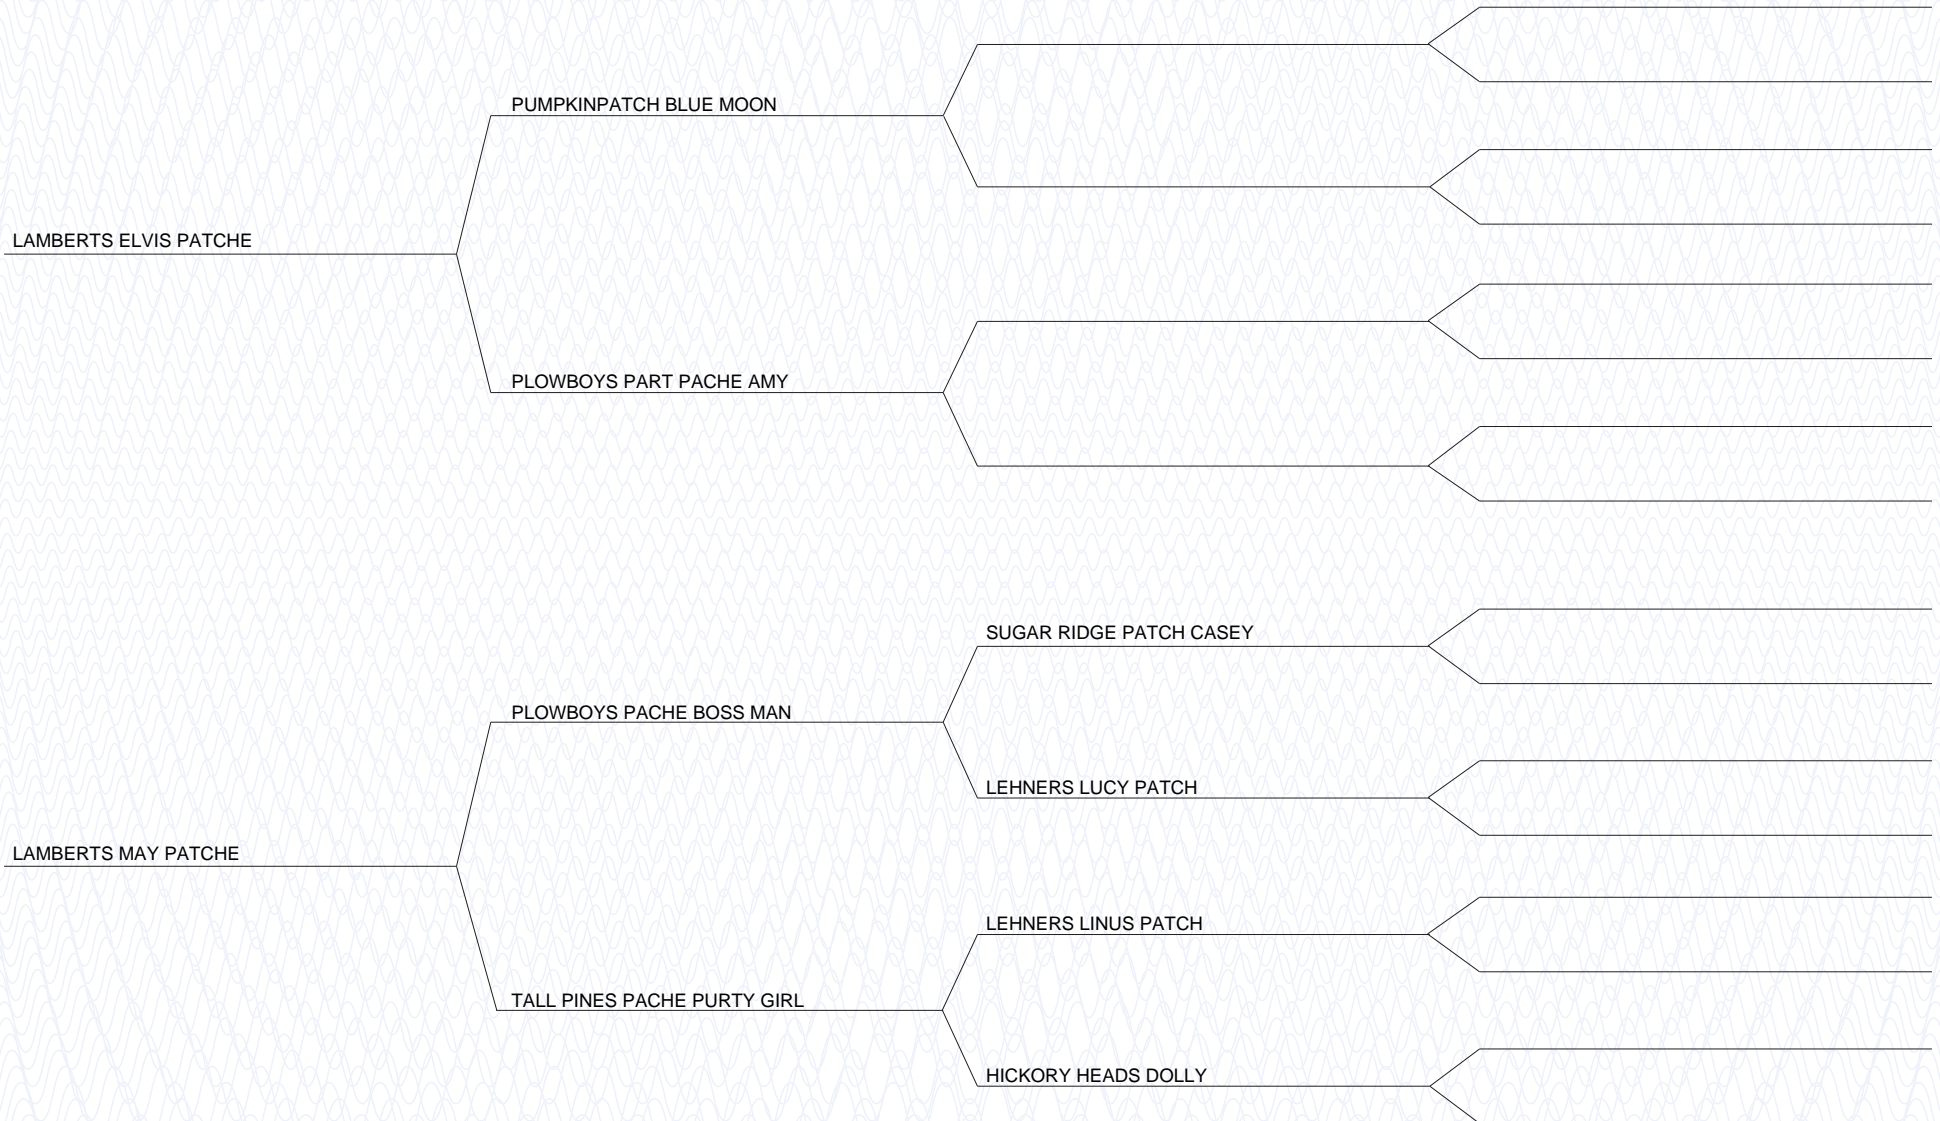 PUMPKINPATCH BLUE MOON
LAMBERTS ELVIS PATCHE
PLOWBOYS PART PACHE AMY
SUGAR RIDGE PATCH CASEY
PLOWBOYS PACHE BOSS MAN
LEHNERS LUCY PATCH
LAMBERTS MAY PATCHE
LEHNERS LINUS PATCH
TALL PINES PACHE PURTY GIRL
HICKORY HEADS DOLLY